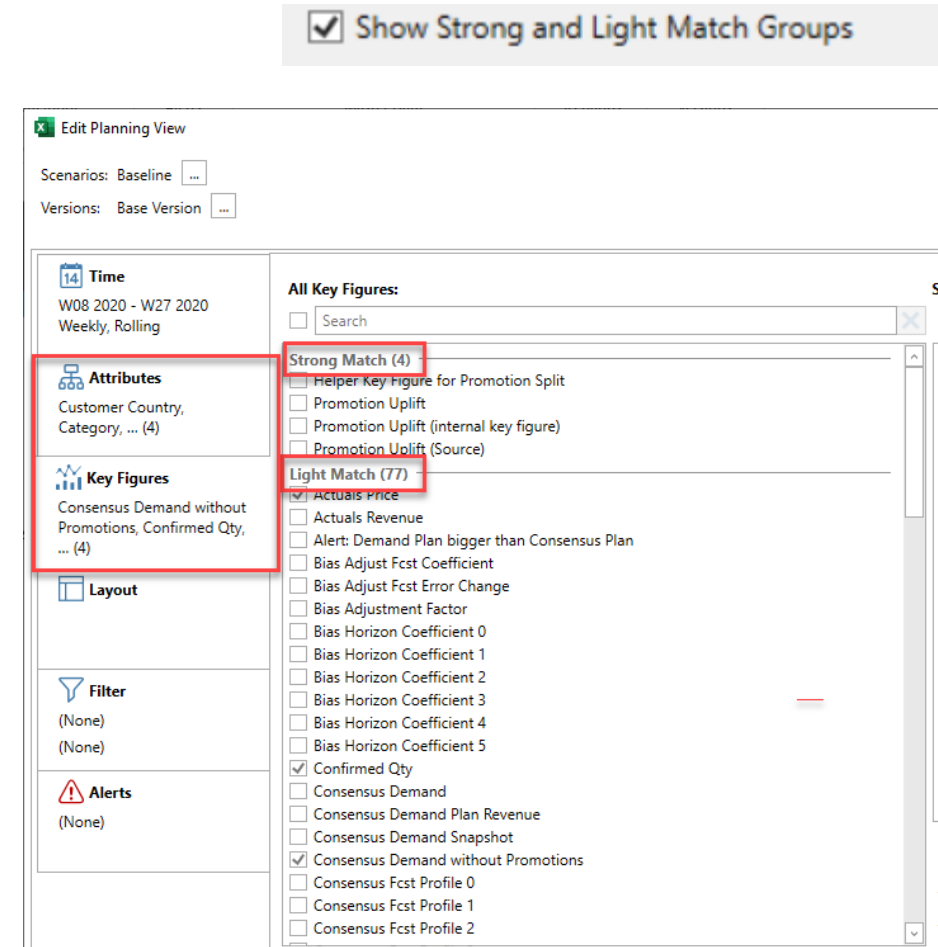 Show Strong and Light Match Groups
Edit Planning View
Scenarios: Baseline ...
Versions: Base Version ...
14 Time
W08 2020 - W27 2020
Weekly, Rolling
Attributes
Customer Country,
Category, ... (4)
Key Figures
Consensus Demand without
Promotions, Confirmed Qty,
... (4)
Layout
Filter
(None)
(None)
Alerts
(None)
All Key Figures:
Search
Strong Match (4)
Helper Key Figure for Promotion Split
Promotion Uplift
Promotion Uplift (internal key figure)
Promotion Uplift (Source)
Light Match (77)
Actuals Price
Actuals Revenue
Alert: Demand Plan bigger than Consensus Plan
Bias Adjust Fcst Coefficient
Bias Adjust Fcst Error Change
Bias Adjustment Factor
Bias Horizon Coefficient 0
Bias Horizon Coefficient 1
Bias Horizon Coefficient 2
Bias Horizon Coefficient 3
Bias Horizon Coefficient 4
Bias Horizon Coefficient 5
Confirmed Qty
Consensus Demand
Consensus Demand Plan Revenue
Consensus Demand Snapshot
Consensus Demand without Promotions
Consensus Fcst Profile 0
Consensus Fcst Profile 1
Consensus Fcst Profile 2